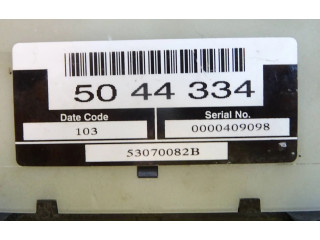 50 44 334
Date Code Serial No.
103 0000409098
53070082B